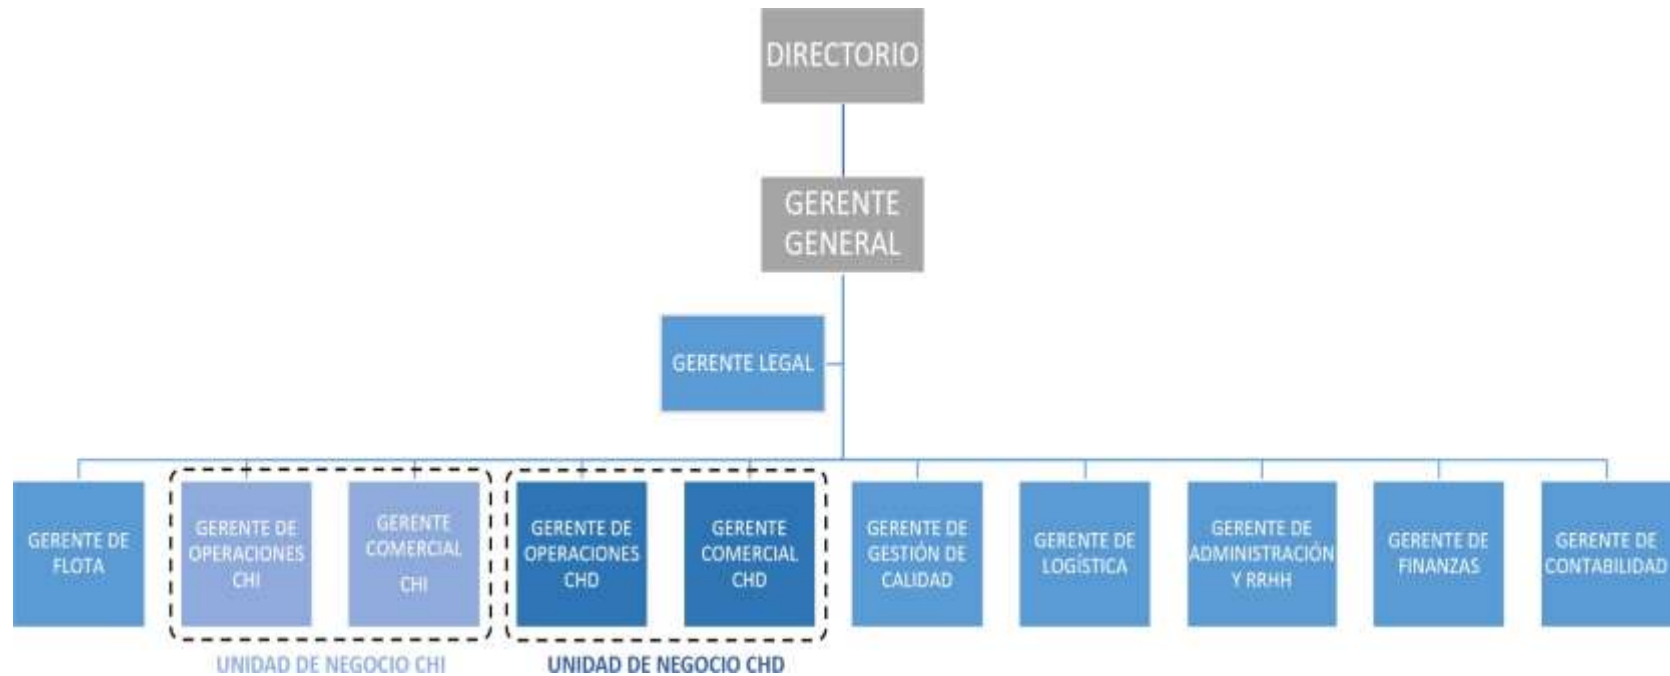 DIRECTORIO
GERENTE
GENERAL
GERENTE LEGAL
GERENTE DE
FLOTA
GERENTE DE
OPERACIONES
CHI
GERENTE
COMERCIAL
CHI
GERENTE DE
OPERACIONES
CHD
GERENTE
COMERCIAL
CHD
GERENTE DE
GESTIÓN DE
CALIDAD
GERENTE DE
LOGÍSTICA
GERENTE DE
ADMINISTRACIÓN
Y RRHH
GERENTE DE
FINANZAS
GERENTE DE
CONTABILIDAD
UNIDAD DE NEGOCIO CHI
UNIDAD DE NEGOCIO CHD